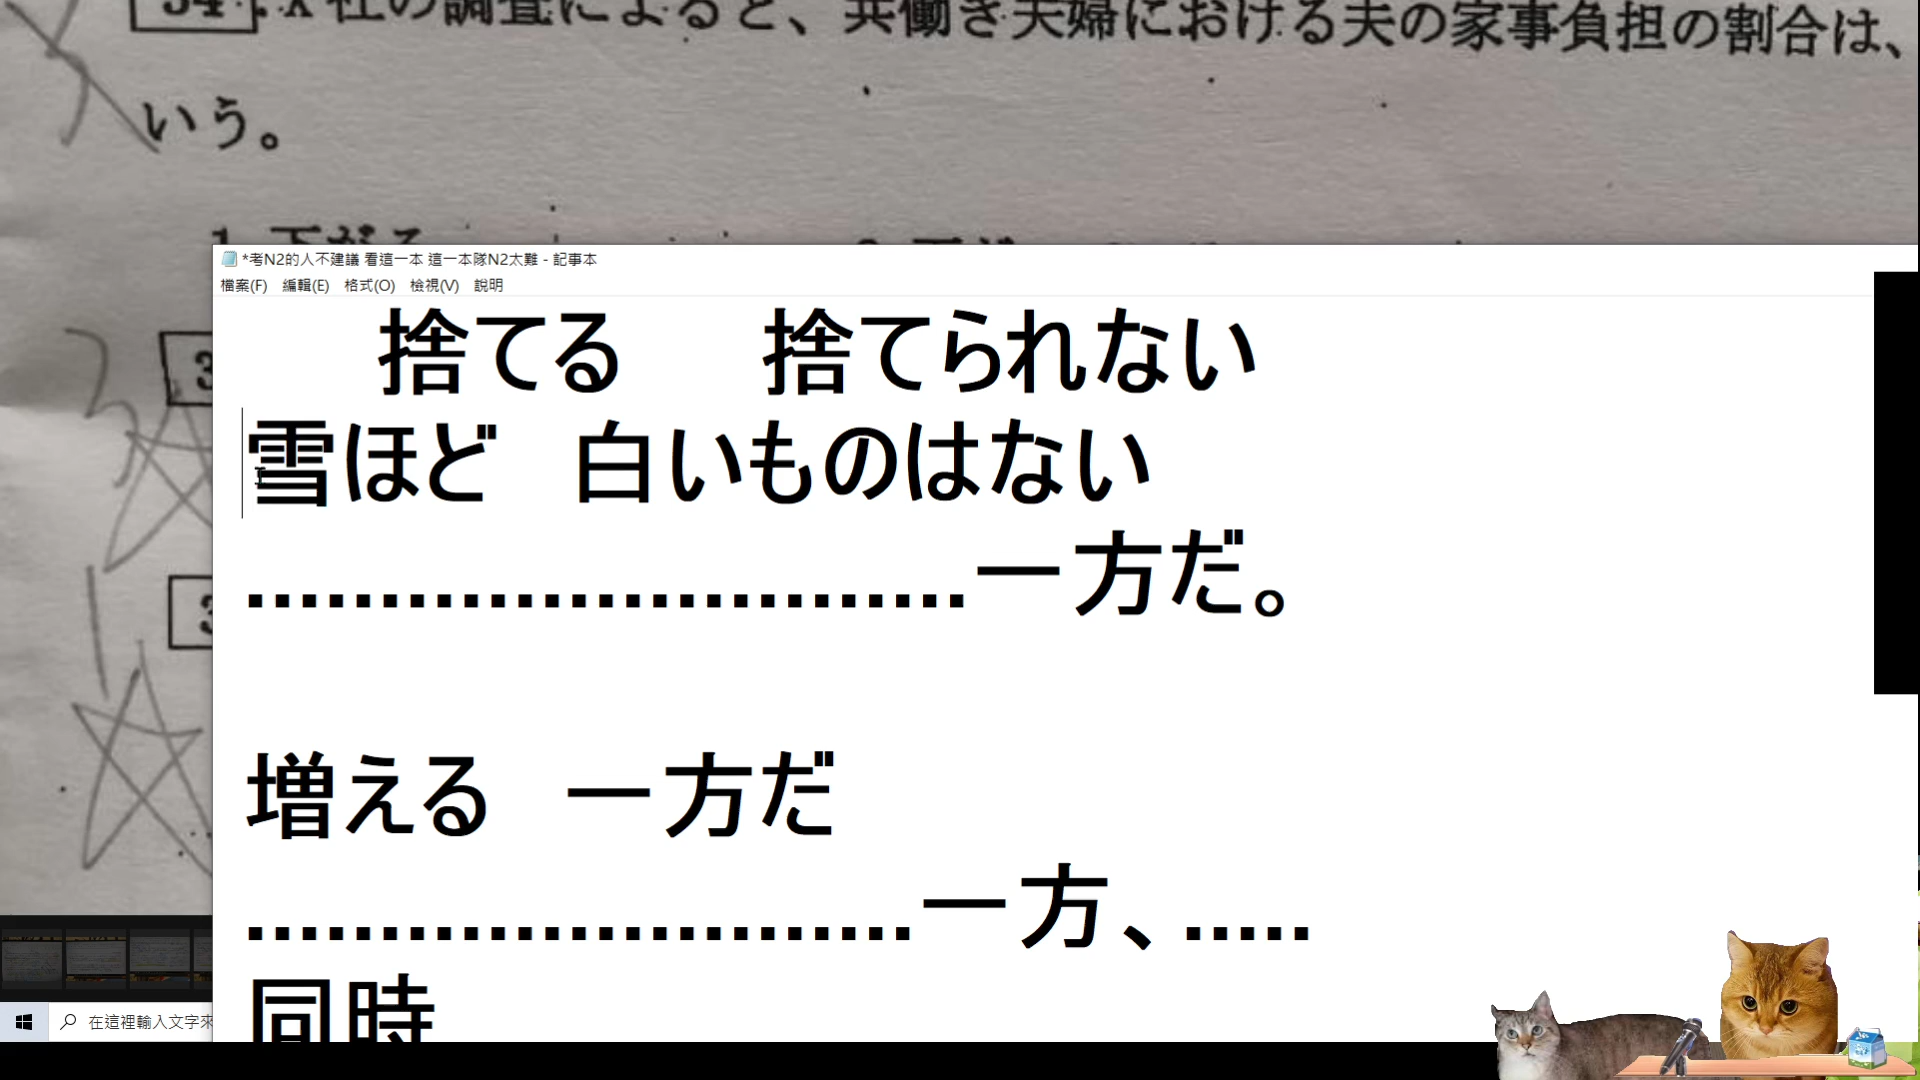 34. X社の調査によると、共働き夫婦における夫の家事負担の割合は、
いう。
*考N2的人不建議 看這一本 這一本隊N2太難 - 記事本
檔案(F) 編輯(E) 格式(O) 檢視(V) 說明
捨てる 捨てられない
雪ほど 白いものはない
...........................一方だ。
増える 一方だ
.........................一方、.....
同時
在這裡輸入文字來